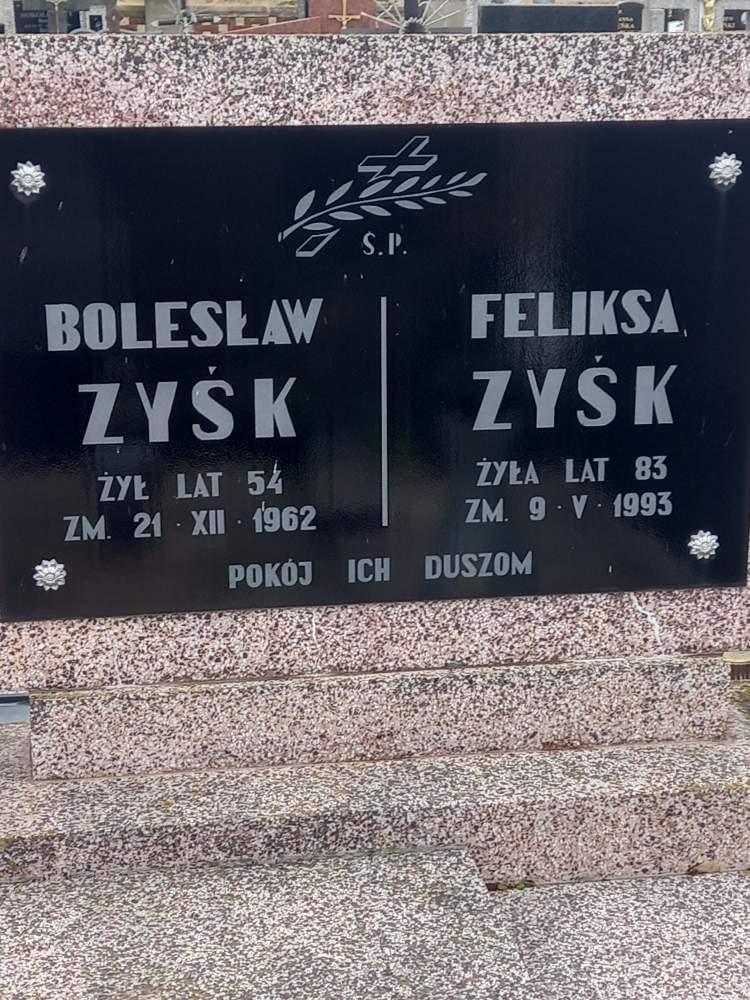 Ś.P.
BOLESŁAW
ZYŚK
ŻYŁ LAT 54
ZM. 21 · XII · 1962
FELIKSA
ZYŚK
ŻYŁA LAT 83
ZM. 9 · V · 1993
POKÓJ ICH DUSZOM